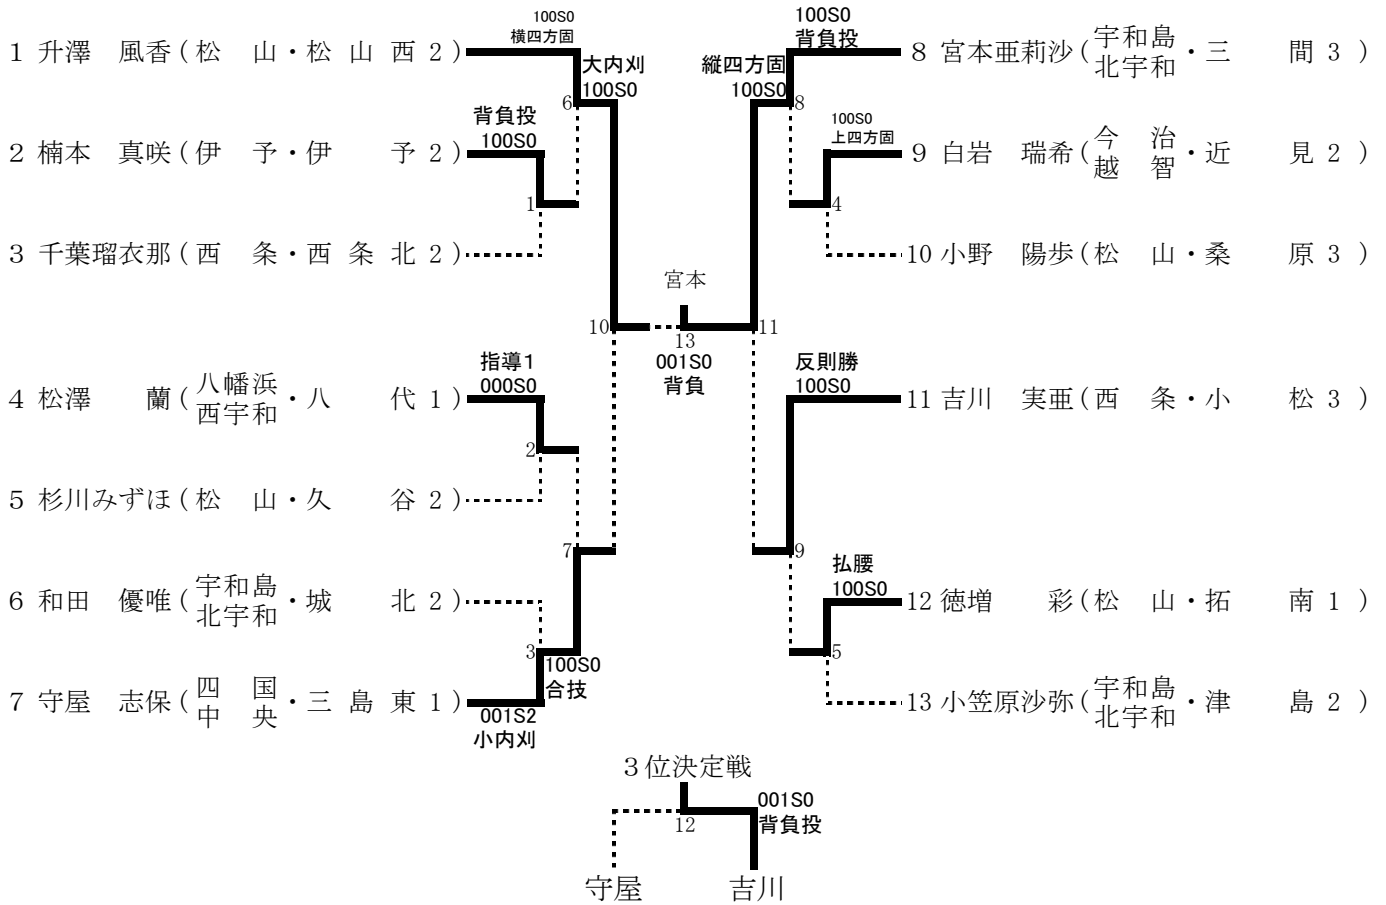 100S0
横四方固
1 升澤 風香(松 山・松山西2)
大内刈
100S0
6
背負投
100S0
2 楠本 真咲(伊 予・伊 予2)
1
3 千葉瑠衣那(西 条・西条北2)
10
指導1
000S0
4 松澤 蘭(八幡浜西宇和・八 代1)
2
5 杉川みずほ(松 山・久 谷2)
7
6 和田 優唯(宇和島北宇和・城 北2)
3
100S0
合技
7 守屋 志保(四国中央・三島東1)
001S2
小内刈
宮本
13
001S0
背負
100S0
背負投
8 宮本亜莉沙(宇和島北宇和・三 間3)
縦四方固
100S0
8
100S0
上四方固
9 白岩 瑞希(今治越智・近 見2)
4
10 小野 陽歩(松 山・桑 原3)
11
反則勝
100S0
11 吉川 実亜(西 条・小 松3)
9
払腰
100S0
12 徳増 彩(松 山・拓 南1)
5
13 小笠原沙弥(宇和島北宇和・津 島2)
3位決定戦
001S0
背負投
12
守屋 吉川